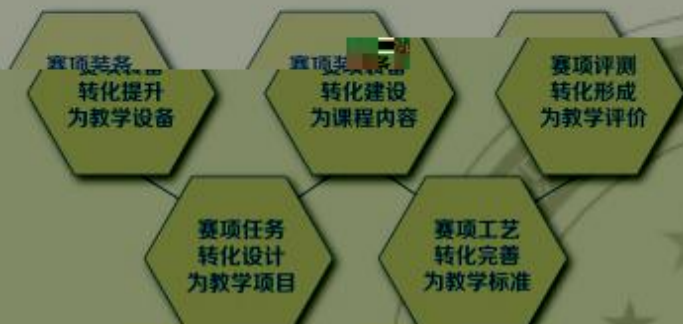 赛项装备
转化提升
为教学设备
赛项装备
转化建设
为课程内容
赛项评测
转化形成
为教学评价
赛项任务
转化设计
为教学项目
赛项工艺
转化完善
为教学标准